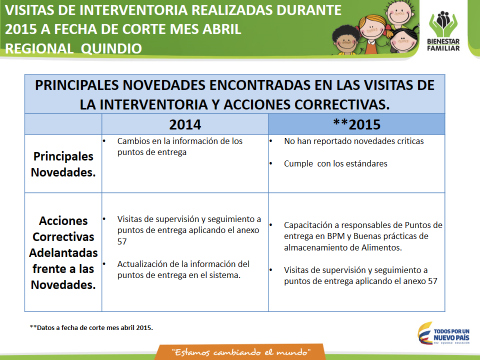 VISITAS DE INTERVENTORIA REALIZADAS DURANTE
2015 A FECHA DE CORTE MES ABRIL
REGIONAL QUINDIO
BIENESTAR
FAMILIAR
PRINCIPALES NOVEDADES ENCONTRADAS EN LAS VISITAS DE
LA INTERVENTORIA Y ACCIONES CORRECTIVAS.
2014
**2015
Principales
Novedades.
• Cambios en la información de los
puntos de entrega
• No han reportado novedades criticas
• Cumple con los estándares
Acciones
Correctivas
Adelantadas
frente a las
Novedades.
• Visitas de supervisión y seguimiento a
puntos de entrega aplicando el anexo
57
• Actualización de la información del
puntos de entrega en el sistema.
• Capacitación a responsables de Puntos de
entrega en BPM y Buenas prácticas de
almacenamiento de Alimentos.
• Visitas de supervisión y seguimiento a
puntos de entrega aplicando el anexo 57
**Datos a fecha de corte mes abril 2015.
TODOS POR UN
NUEVO PAÍS
"Estamos cambiando el mundo"